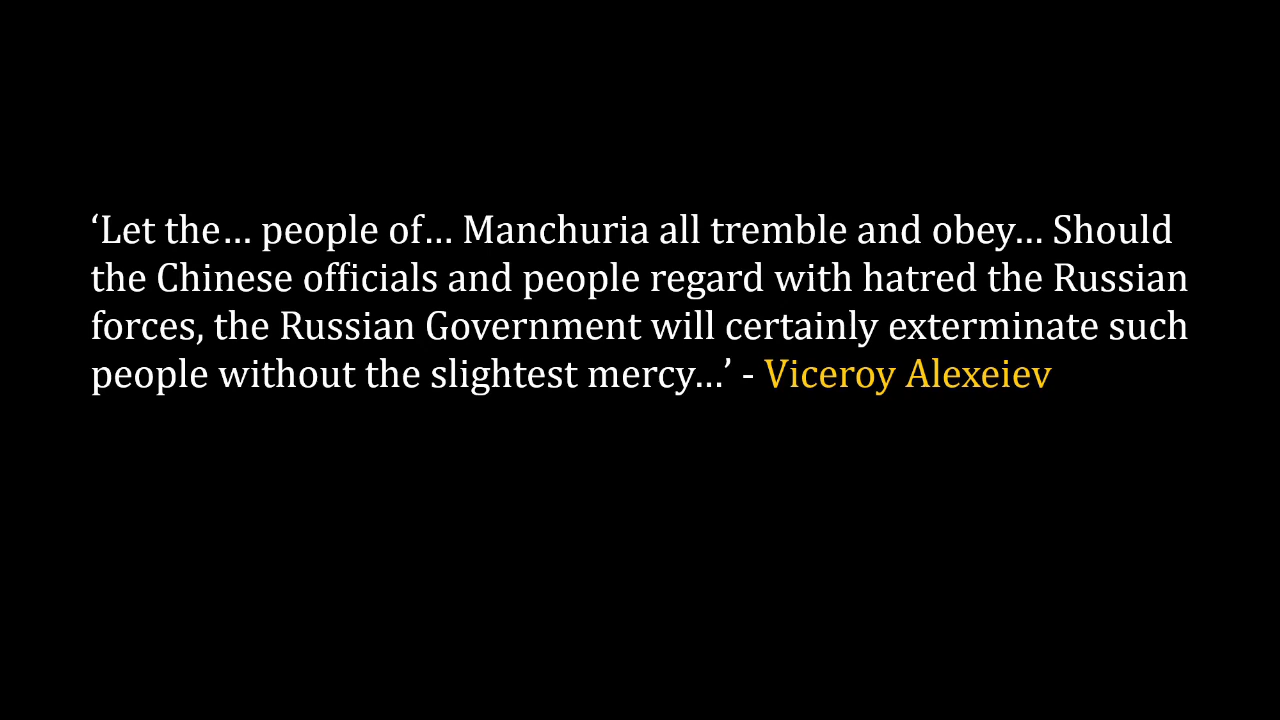 ‘Let the… people of… Manchuria all tremble and obey… Should
the Chinese officials and people regard with hatred the Russian
forces, the Russian Government will certainly exterminate such
people without the slightest mercy…’ - Viceroy Alexeiev